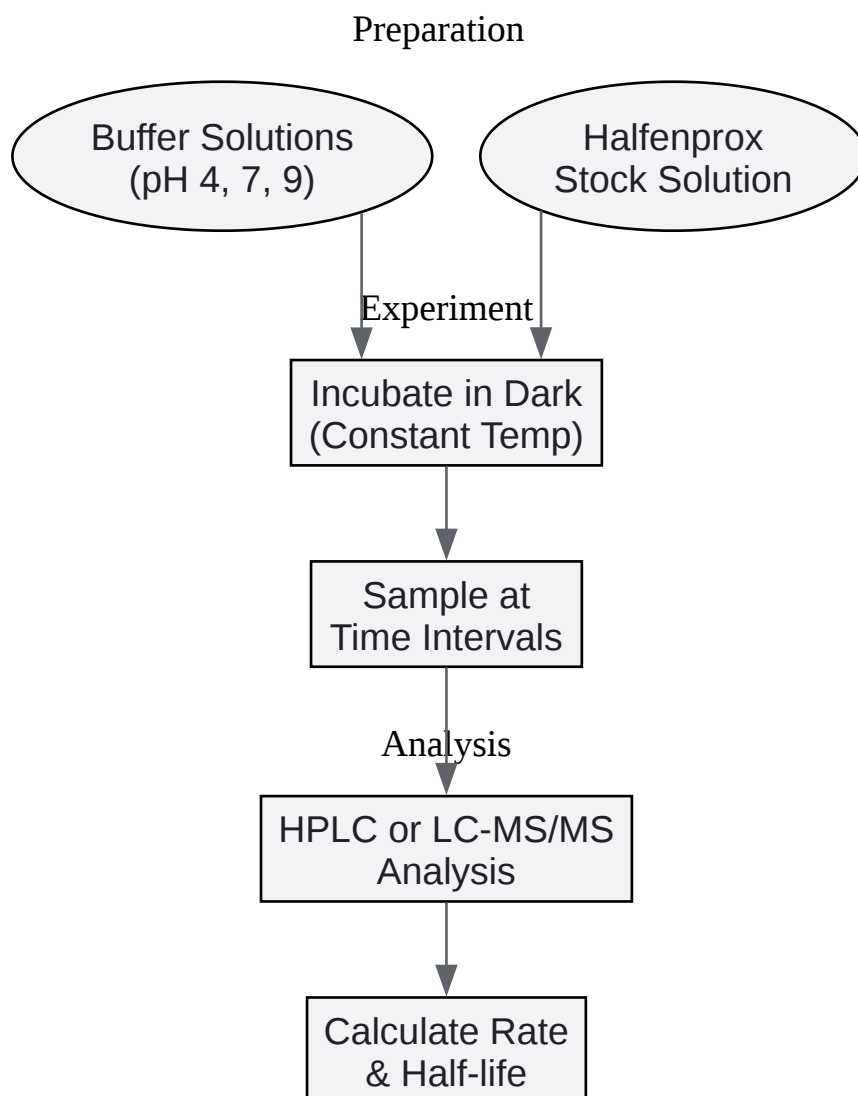 Preparation
Buffer Solutions
(pH 4, 7, 9)
Halfenprox
Stock Solution
Experiment
Incubate in Dark
(Constant Temp)
Sample at
Time Intervals
Analysis
HPLC or LC-MS/MS
Analysis
Calculate Rate
& Half-life